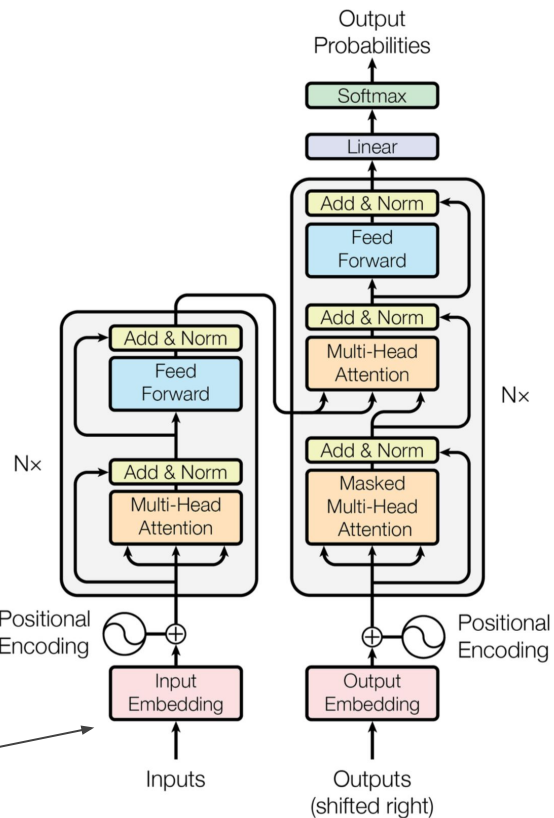 Output
Probabilities
Softmax
Linear
Add & Norm
Feed
Forward
Add & Norm
Multi-Head
Attention
Add & Norm
Masked
Multi-Head
Attention
Nx
Add & Norm
Feed
Forward
Add & Norm
Multi-Head
Attention
Nx
Positional
Encoding
Positional
Encoding
Input
Embedding
Output
Embedding
Inputs
Outputs
(shifted right)